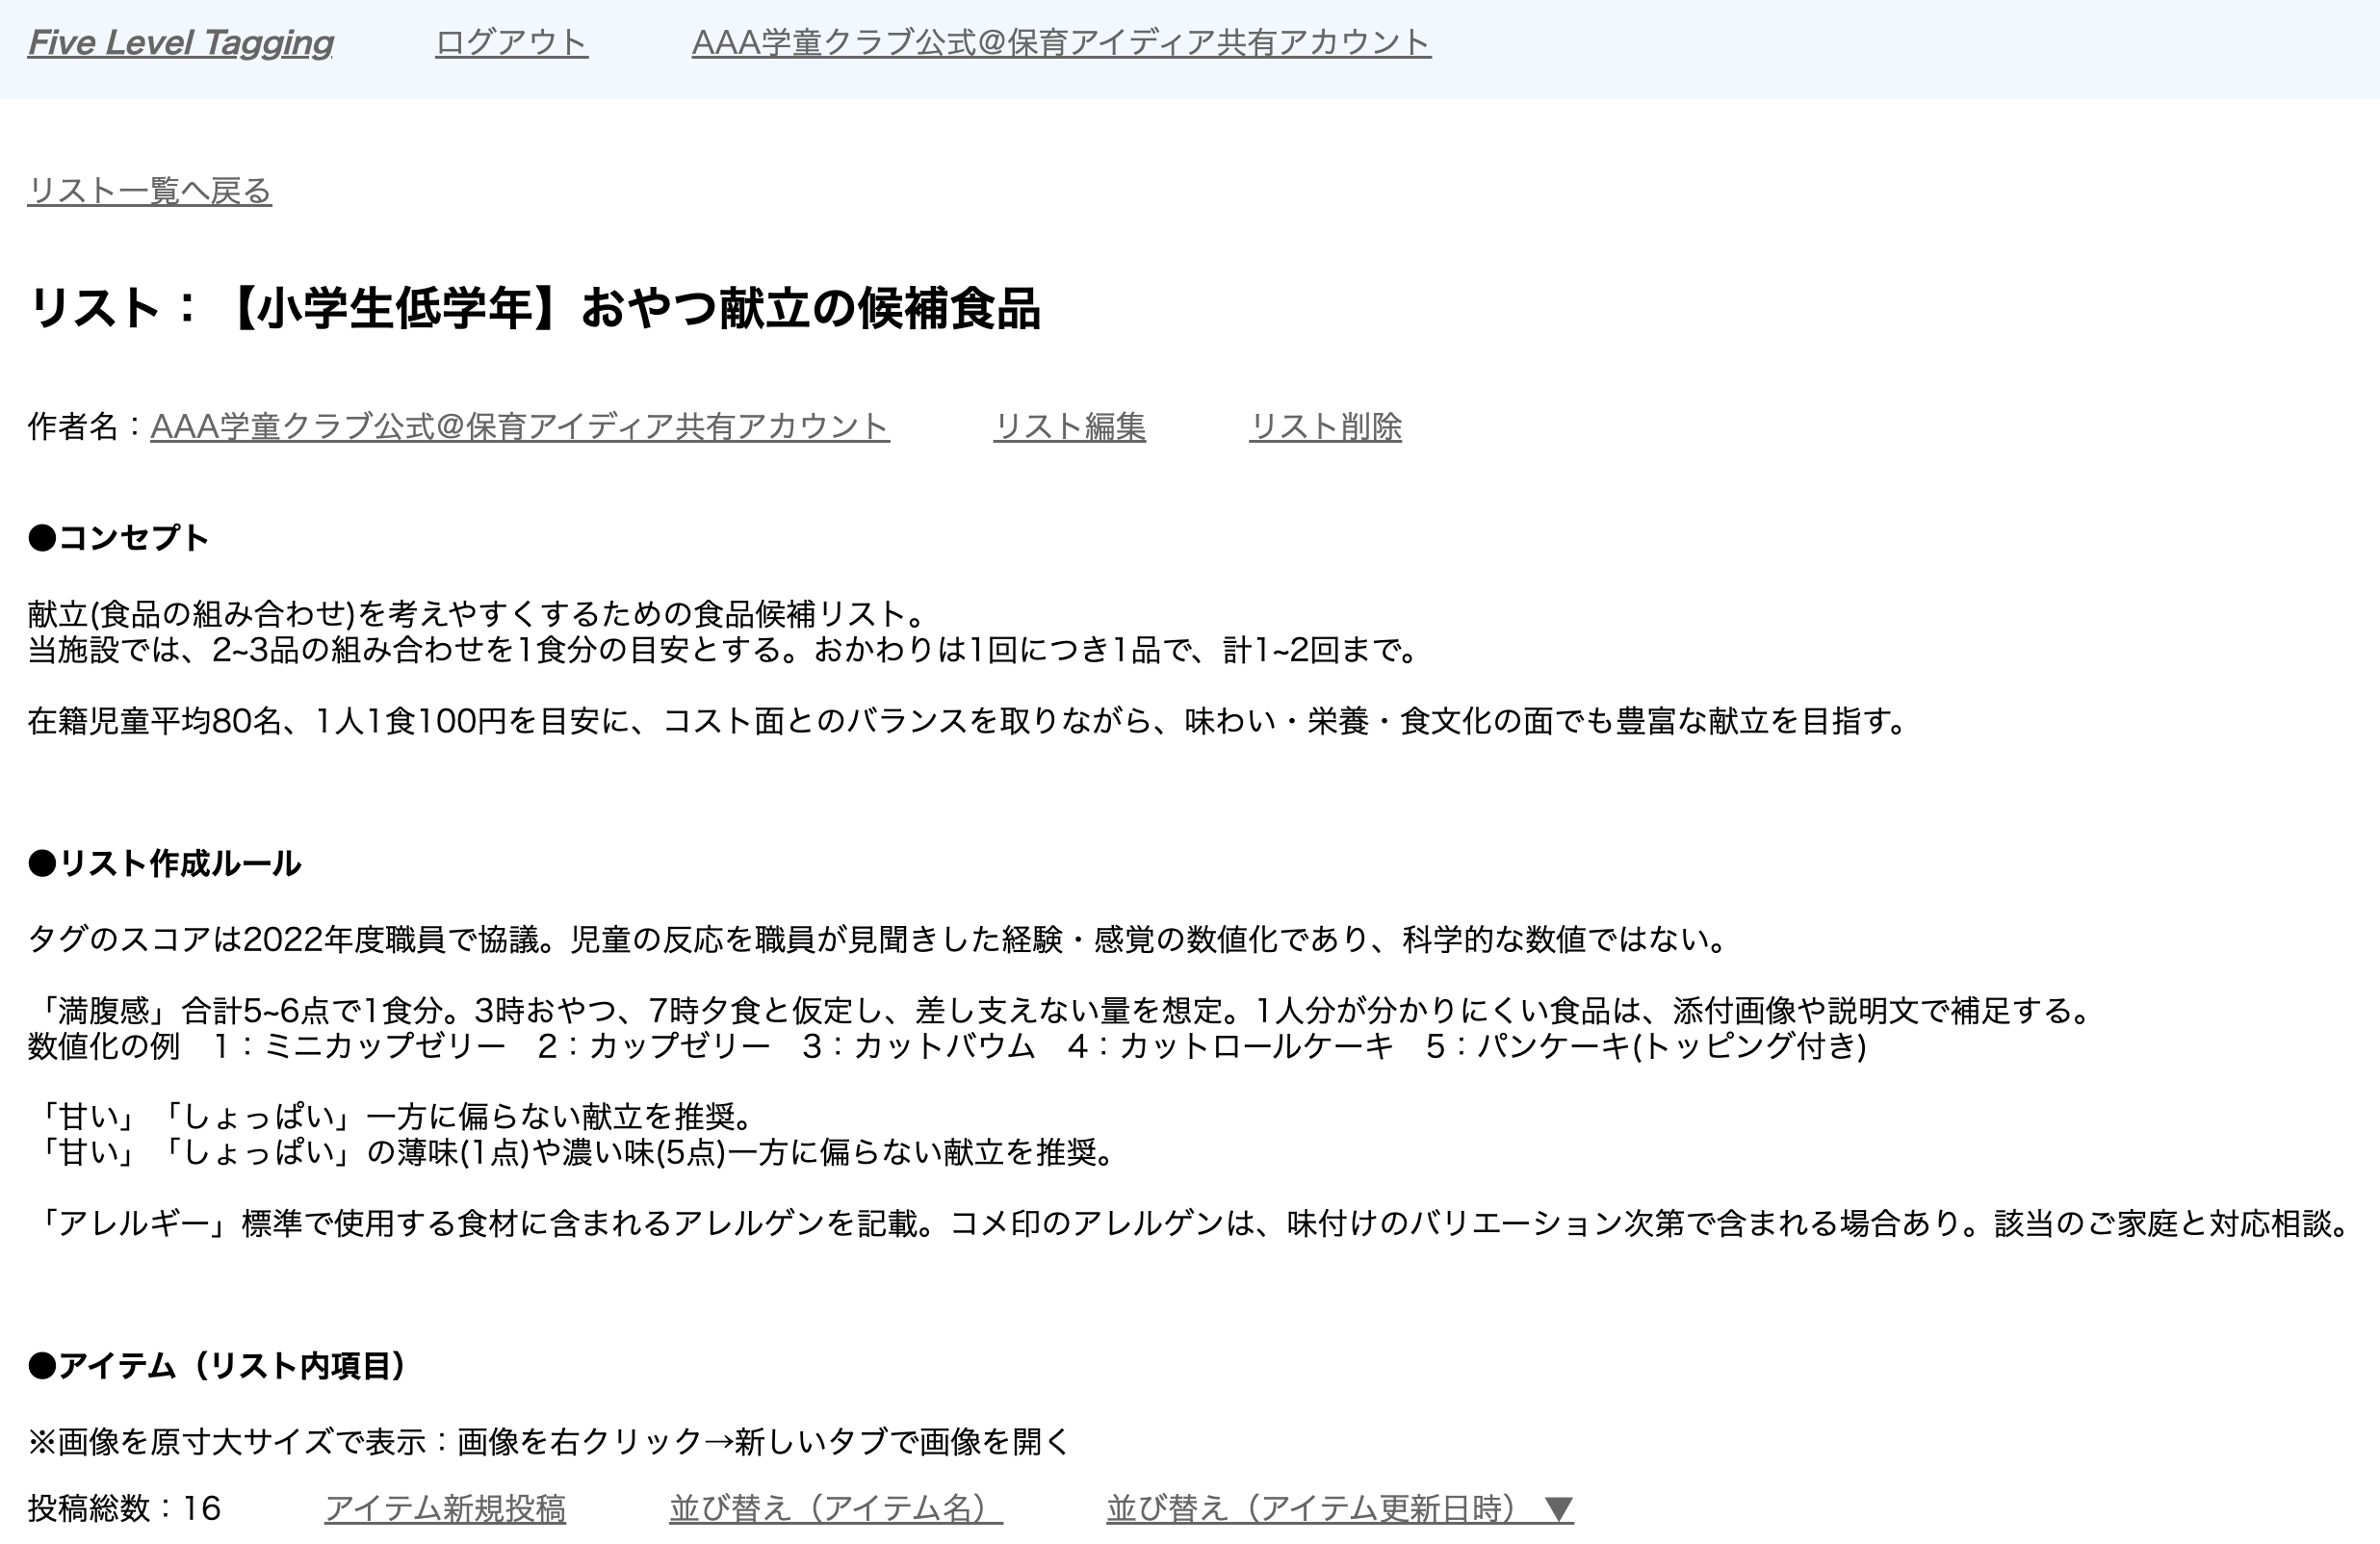 Five Level Tagging ログアウト AAA学童クラブ公式@保育アイディア共有アカウント
リスト一覧へ戻る
リスト：【小学生低学年】おやつ献立の候補食品
作者名：AAA学童クラブ公式@保育アイディア共有アカウント リスト編集 リスト削除
●コンセプト
献立(食品の組み合わせ)を考えやすくするための食品候補リスト。
当施設では、2~3品の組み合わせを1食分の目安とする。おかわりは1回につき1品で、計1~2回まで。
在籍児童平均80名、1人1食100円を目安に、コスト面とのバランスを取りながら、味わい・栄養・食文化の面でも豊富な献立を目指す。
●リスト作成ルール
タグのスコアは2022年度職員で協議。児童の反応を職員が見聞きした経験・感覚の数値化であり、科学的な数値ではない。
「満腹感」合計5~6点で1食分。3時おやつ、7時夕食と仮定し、差し支えない量を想定。1人分が分かりにくい食品は、添付画像や説明文で補足する。
数値化の例　1：ミニカップゼリー　2：カップゼリー　3：カットバウム　4：カットロールケーキ　5：パンケーキ(トッピング付き)
「甘い」「しょっぱい」一方に偏らない献立を推奨。
「甘い」「しょっぱい」の薄味(1点)や濃い味(5点)一方に偏らない献立を推奨。
「アレルギー」標準で使用する食材に含まれるアレルゲンを記載。コメ印のアレルゲンは、味付けのバリエーション次第で含まれる場合あり。該当のご家庭と対応相談。
●アイテム（リスト内項目）
※画像を原寸大サイズで表示：画像を右クリック→新しいタブで画像を開く
投稿総数：16 アイテム新規投稿 並び替え（アイテム名） 並び替え（アイテム更新日時）▼